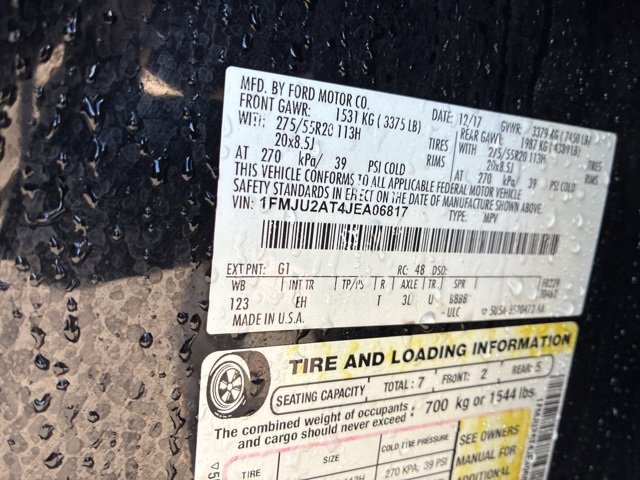 MFD. BY FORD MOTOR CO.
DATE: 12/17 GVWR: 3379 KG (7450 LB)
FRONT GAWR: 1531 KG (3375 LB) REAR GAWR: 1987 KG (4380 LB)
WITH: 275/55R20 113H TIRES WITH: 275/55R20 113H TIRES
20x8.5J RIMS 20x8.5J RIMS
AT 270 kPa/ 39 PSI COLD AT 270 kPa/ 39 PSI COLD
THIS VEHICLE CONFORMS TO ALL APPLICABLE FEDERAL MOTOR VEHICLE
SAFETY STANDARDS IN EFFECT ON THE DATE OF MANUFACTURE SHOWN ABOVE.
VIN: 1FMJU2AT4JEA06817
TYPE: MPV
EXT PNT: G1 RC: 48 DSO:
WB INT TR TP/PS R AXLE TR SPR
123 EH T 3L U BBBB
MADE IN U.S.A. ULC
TIRE AND LOADING INFORMATION
SEATING CAPACITY TOTAL: 7 FRONT: 2 REAR: 5
The combined weight of occupants and cargo should never exceed: 700 kg or 1544 lbs.
TIRE SIZE COLD TIRE PRESSURE
270 KPA, 39 PSI
SEE OWNERS
MANUAL FOR
ADDITIONAL